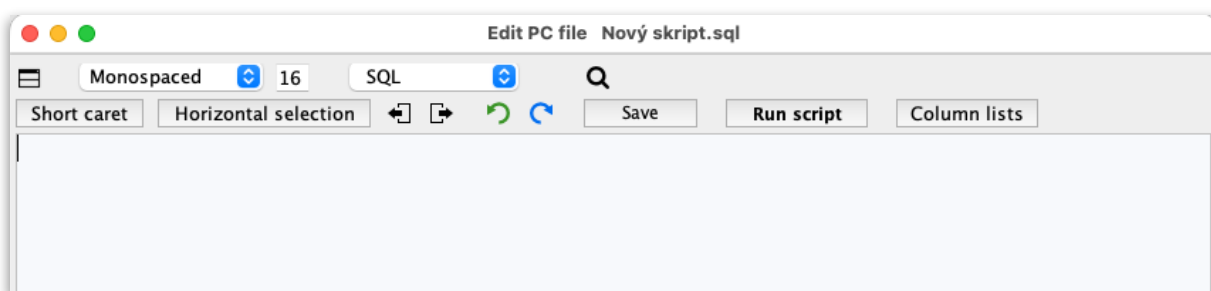 Edit PC file Nový skript.sql
Monospaced 16 SQL
Short caret Horizontal selection Save Run script Column lists